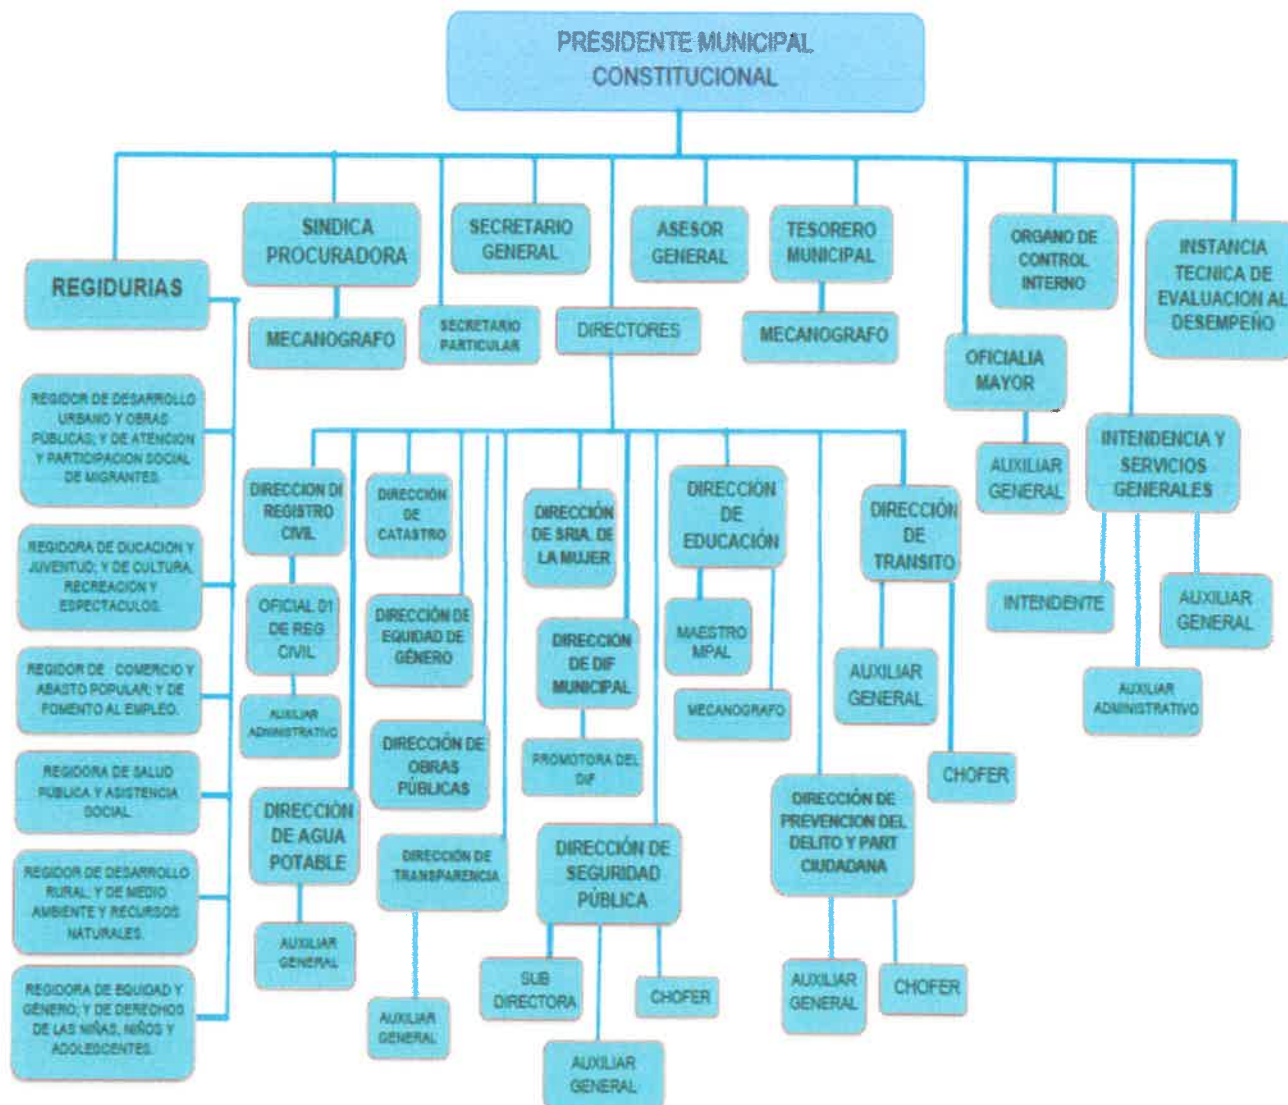 PRESIDENTE MUNICIPAL
CONSTITUCIONAL
REGIDURIAS
SINDICA
PROCURADORA
MECANOGRAFO
SECRETARIO
GENERAL
SECRETARIO
PARTICULAR
DIRECTORES
ASESOR
GENERAL
TESORERO
MUNICIPAL
MECANOGRAFO
ORGANO DE
CONTROL
INTERNO
OFICIALIA
MAYOR
AUXILIAR
GENERAL
INSTANCIA
TECNICA DE
EVALUACION AL
DESEMPEÑO
INTENDENCIA Y
SERVICIOS
GENERALES
INTENDENTE
AUXILIAR
ADMINISTRATIVO
AUXILIAR
GENERAL
REGIDOR DE DESARROLLO
URBANO Y OBRAS
PÚBLICAS; Y DE ATENCION
Y PARTICIPACION SOCIAL
DE MIGRANTES.
REGIDORA DE DUCACION Y
JUVENTUD; Y DE CULTURA,
RECREACION Y
ESPECTACULOS.
REGIDOR DE COMERCIO Y
ABASTO POPULAR; Y DE
FOMENTO AL EMPLEO.
REGIDORA DE SALUD
PÚBLICA Y ASISTENCIA
SOCIAL
REGIDOR DE DESARROLLO
RURAL; Y DE MEDIO
AMBIENTE Y RECURSOS
NATURALES.
REGIDORA DE EQUIDAD Y
GÉNERO; Y DE DERECHOS
DE LAS NIÑAS, NIÑOS Y
ADOLESCENTES.
DIRECCION DI
REGISTRO
CIVIL
OFICIAL 01
DE REG
CIVIL
AUXILIAR
ADMINISTRATIVO
DIRECCIÓN
DE AGUA
POTABLE
AUXILIAR
GENERAL
DIRECCIÓN
DE
CATASTRO
DIRECCIÓN DE
EQUIDAD DE
GÉNERO
DIRECCIÓN DE
OBRAS
PÚBLICAS
DIRECCIÓN DE
TRANSPARENCIA
AUXILIAR
GENERAL
DIRECCIÓN
DE SRIA. DE
LA MUJER
DIRECCIÓN
DE DIF
MUNICIPAL
PROMOTORA DEL
DIF
DIRECCIÓN DE
SEGURIDAD
PÚBLICA
SUB
DIRECTORA
AUXILIAR
GENERAL
CHOFER
DIRECCIÓN
DE
EDUCACIÓN
MAESTRO
MPAL
MECANOGRAFO
DIRECCIÓN DE
PREVENCION DEL
DELITO Y PART
CIUDADANA
AUXILIAR
GENERAL
CHOFER
DIRECCIÓN
DE
TRANSITO
AUXILIAR
GENERAL
CHOFER